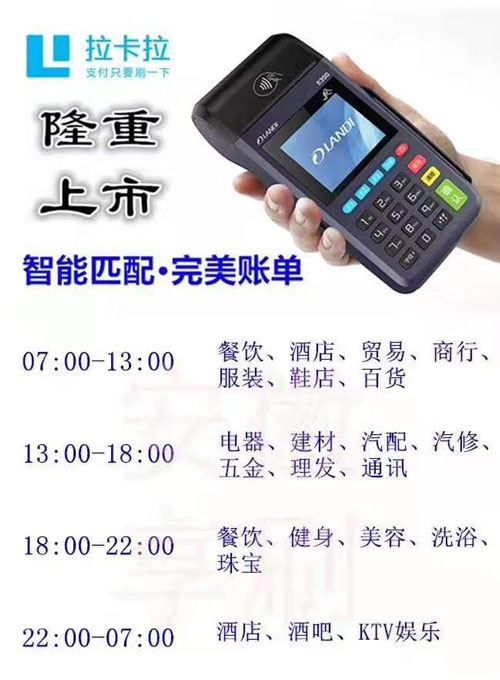 拉卡拉
支付只要刷一下
隆重
上市
E350
LANDI
LANDI
智能匹配·完美账单
07:00-13:00
餐饮、酒店、贸易、商行、
服装、鞋店、百货
13:00-18:00
电器、建材、汽配、汽修、
五金、理发、通讯
18:00-22:00
餐饮、健身、美容、洗浴、
珠宝
22:00-07:00
酒店、酒吧、KTV娱乐